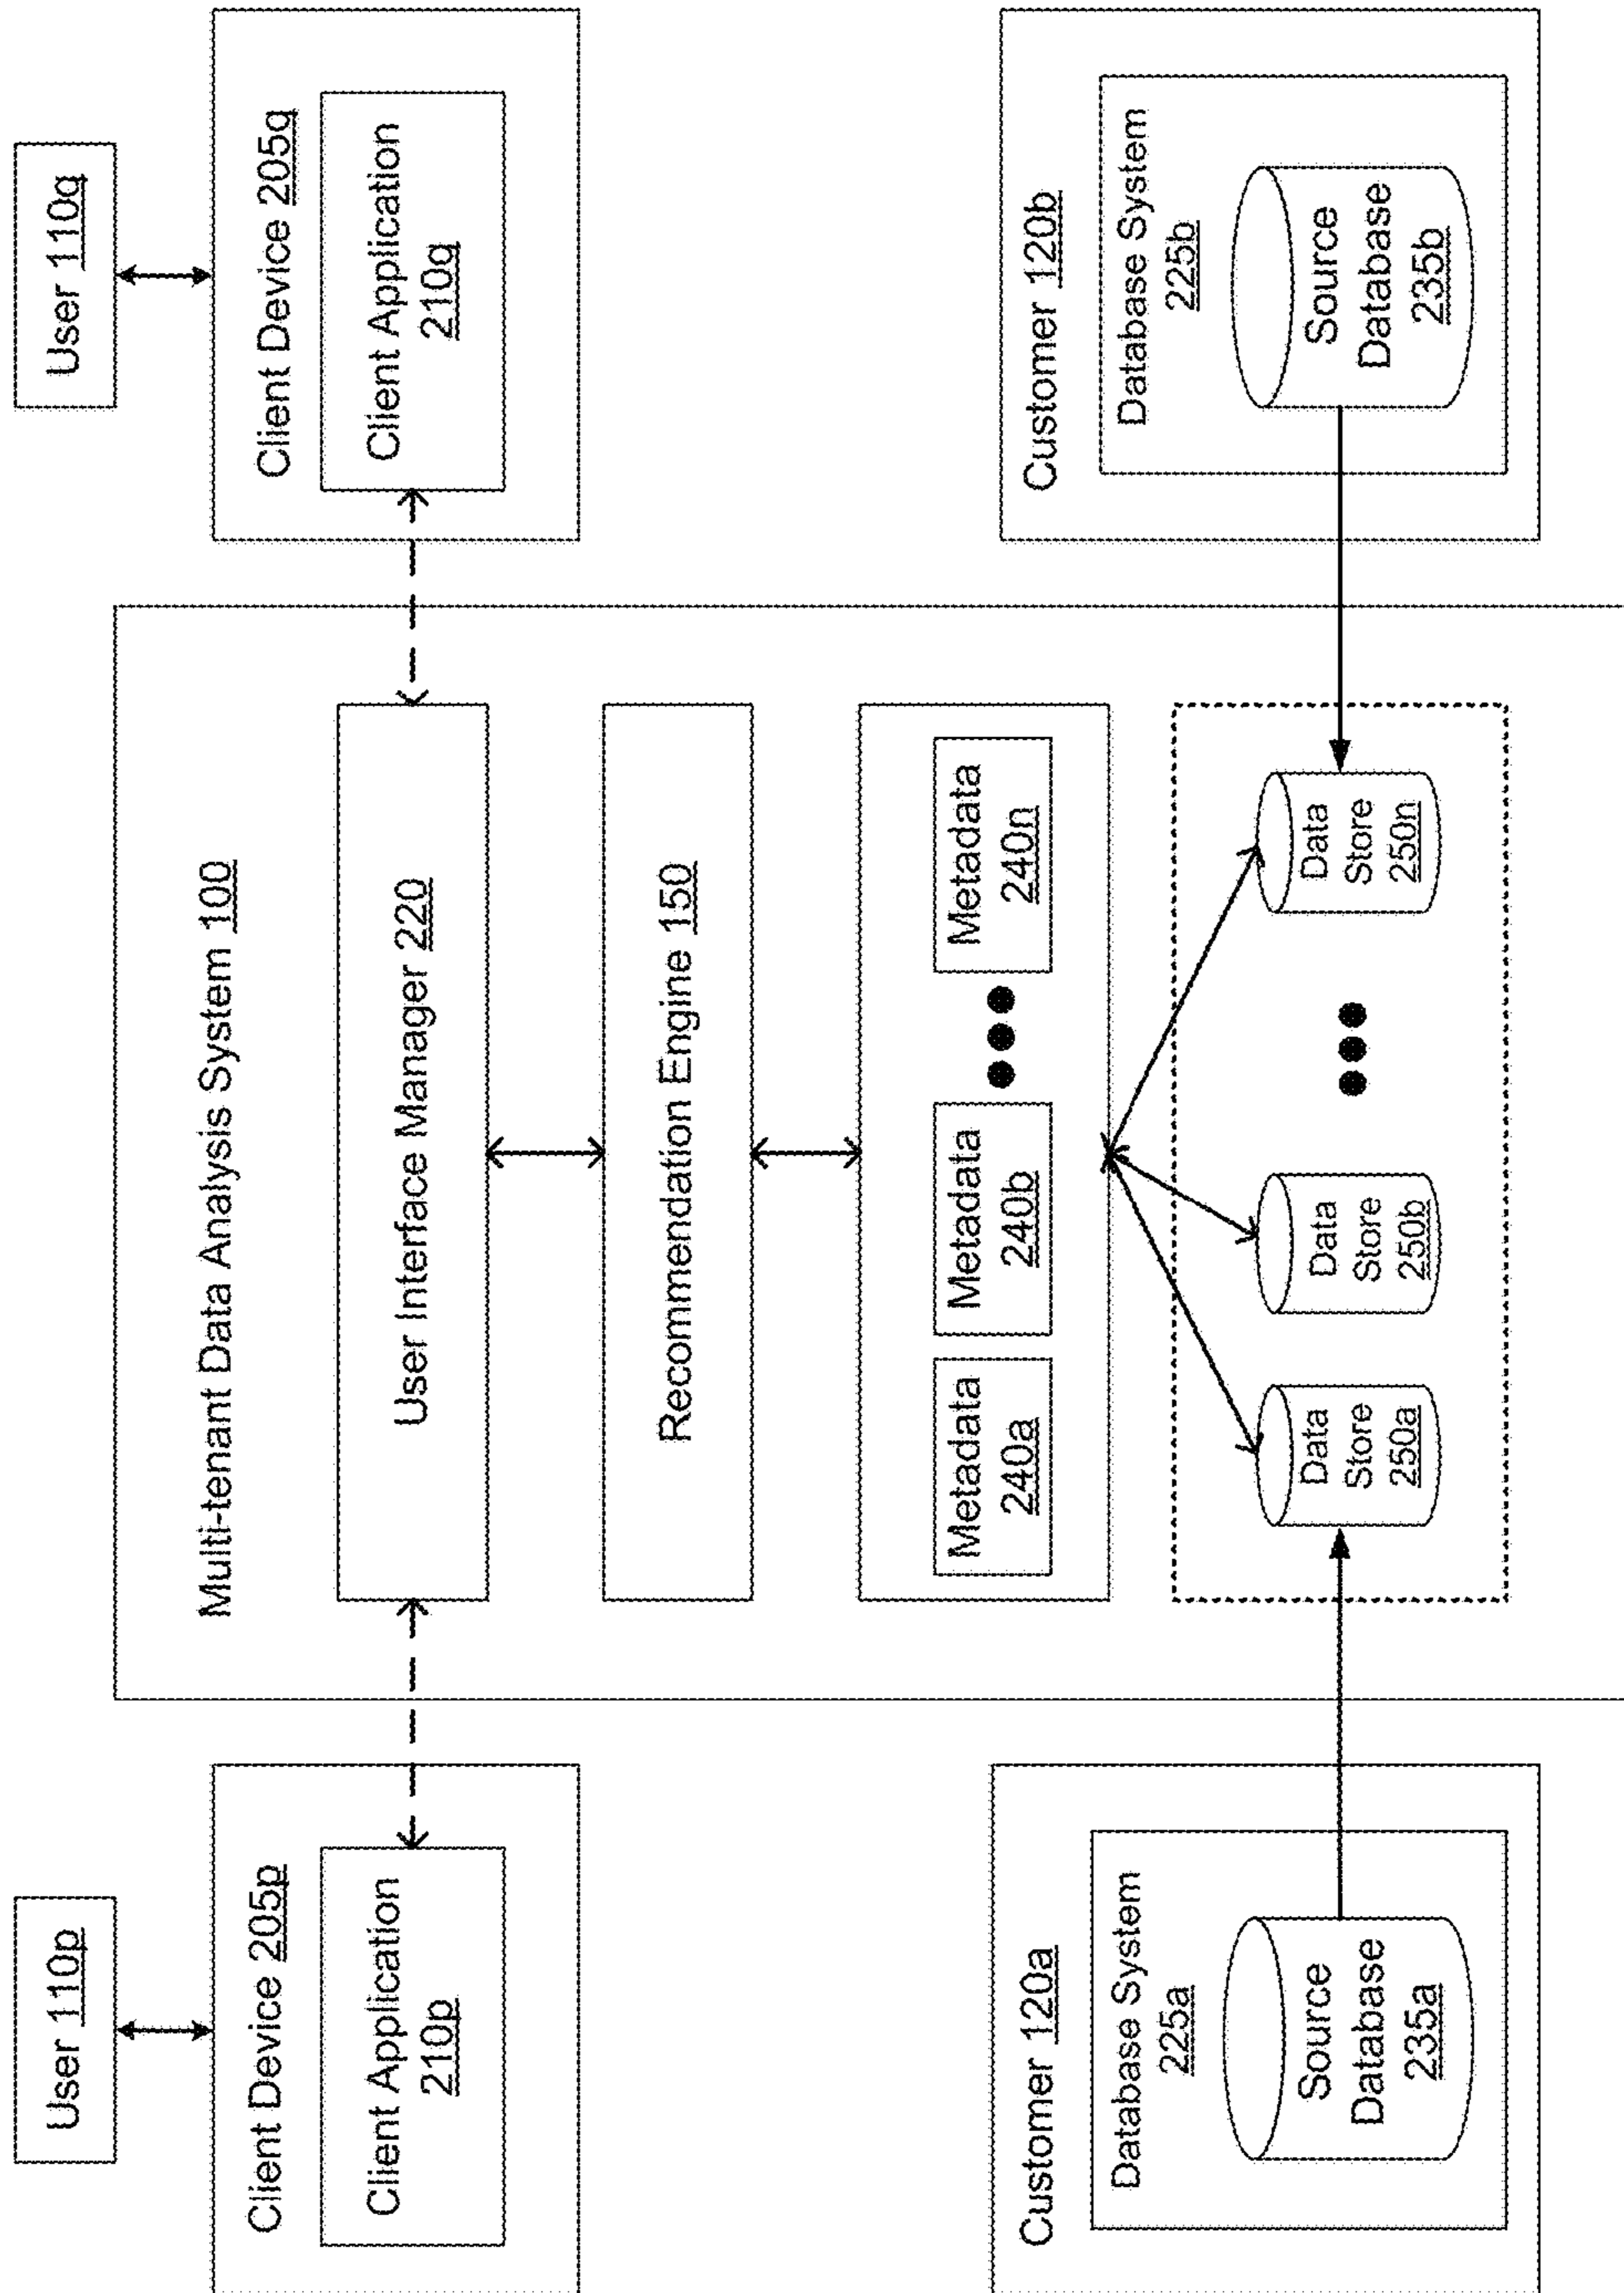 User 110p
Client Device 205p
Client Application
210p
Multi-tenant Data Analysis System 100
User Interface Manager 220
Recommendation Engine 150
Metadata
240a
Metadata
240b
Metadata
240n
Data
Store
250a
Data
Store
250b
Data
Store
250n
User 110q
Client Device 205q
Client Application
210q
Customer 120a
Database System
225a
Source
Database
235a
Customer 120b
Database System
225b
Source
Database
235b